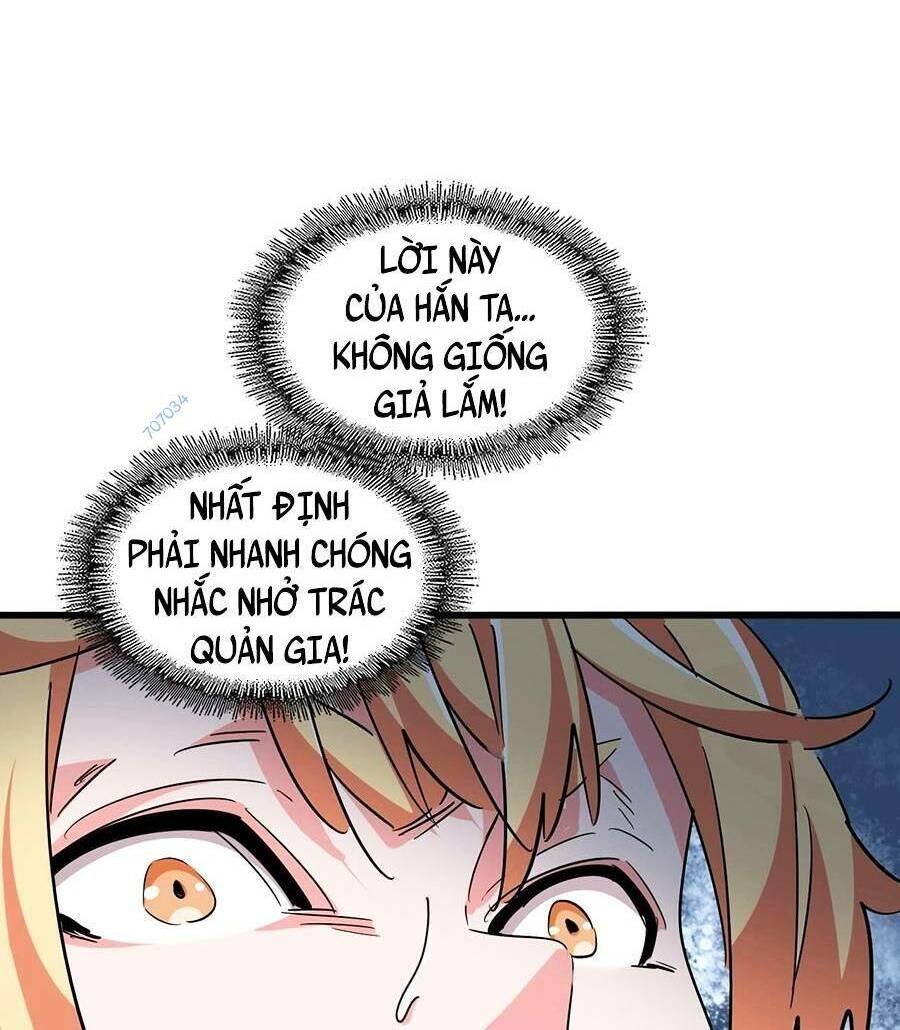 LỜI NÀY
CỦA HẮN TA...
KHÔNG GIỐNG
GIẢ LẮM!
707034
NHẤT ĐỊNH
PHẢI NHANH CHÓNG
NHẮC NHỞ TRÁC
QUẢN GIA!